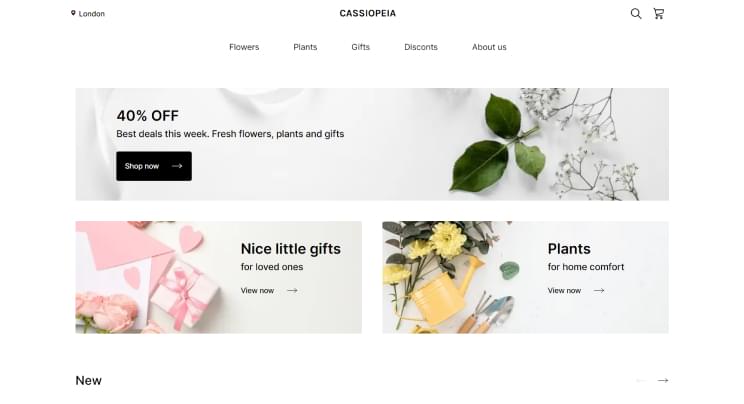 London
CASSIOPEIA
Flowers
Plants
Gifts
Disconts
About us
40% OFF
Best deals this week. Fresh flowers, plants and gifts
Shop now
Nice little gifts
for loved ones
View now
Plants
for home comfort
View now
New